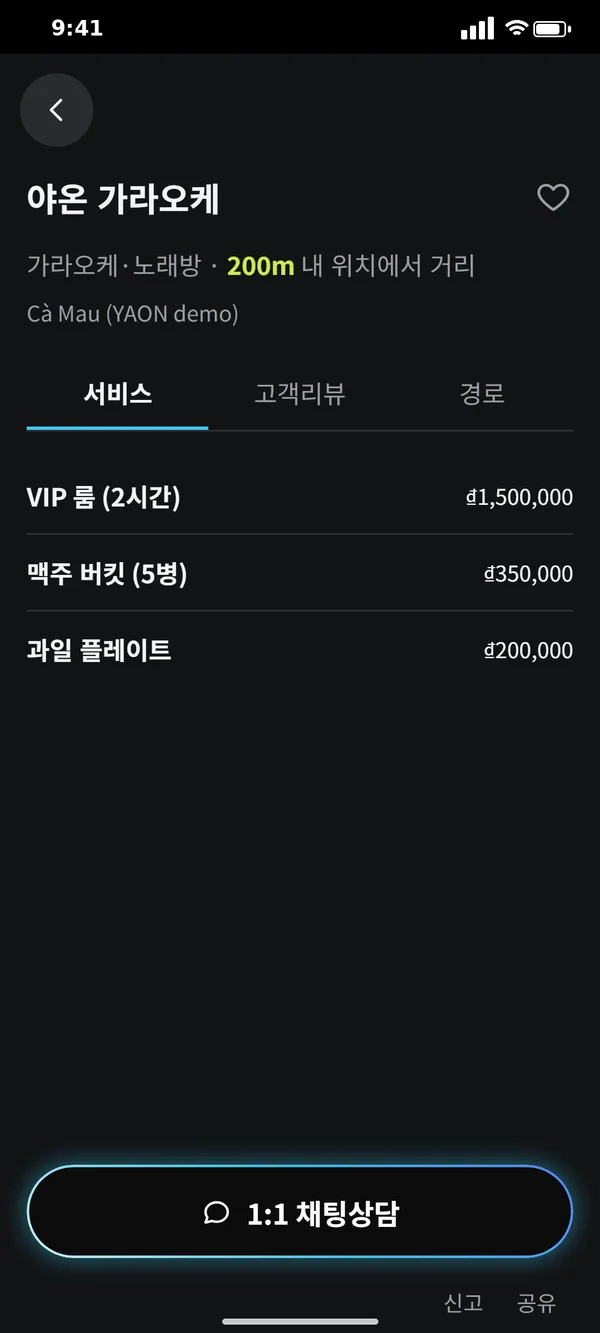 9:41
야온 가라오케
가라오케·노래방 · 200m 내 위치에서 거리
Cà Mau (YAON demo)
서비스 고객리뷰 경로
VIP 룸 (2시간) ₫1,500,000
맥주 버킷 (5병) ₫350,000
과일 플레이트 ₫200,000
1:1 채팅상담
신고 공유